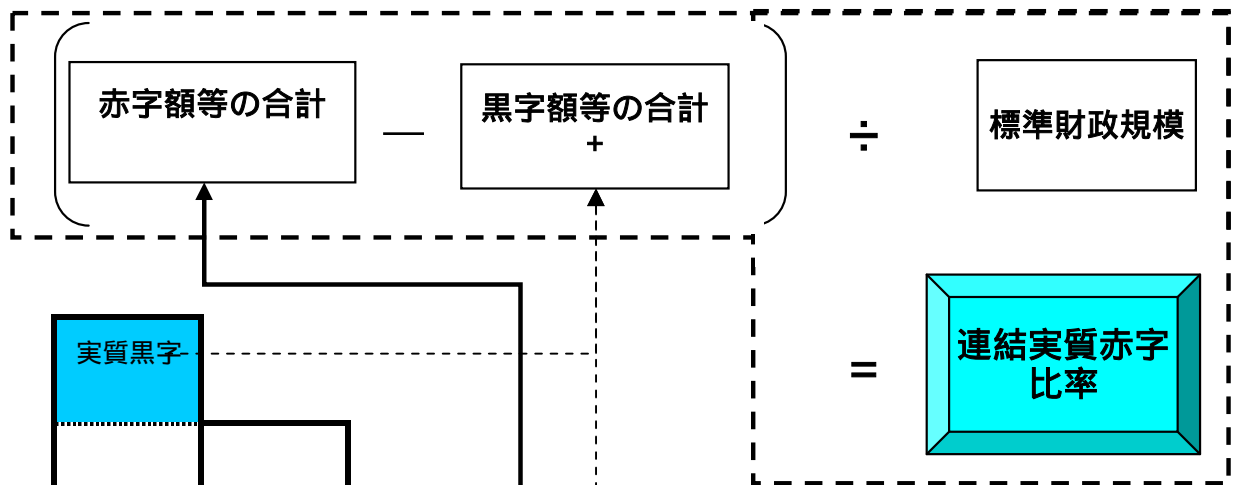 赤字額等の合計
―
黒字額等の合計
+
÷
標準財政規模
=
連結実質赤字
比率
実質黒字